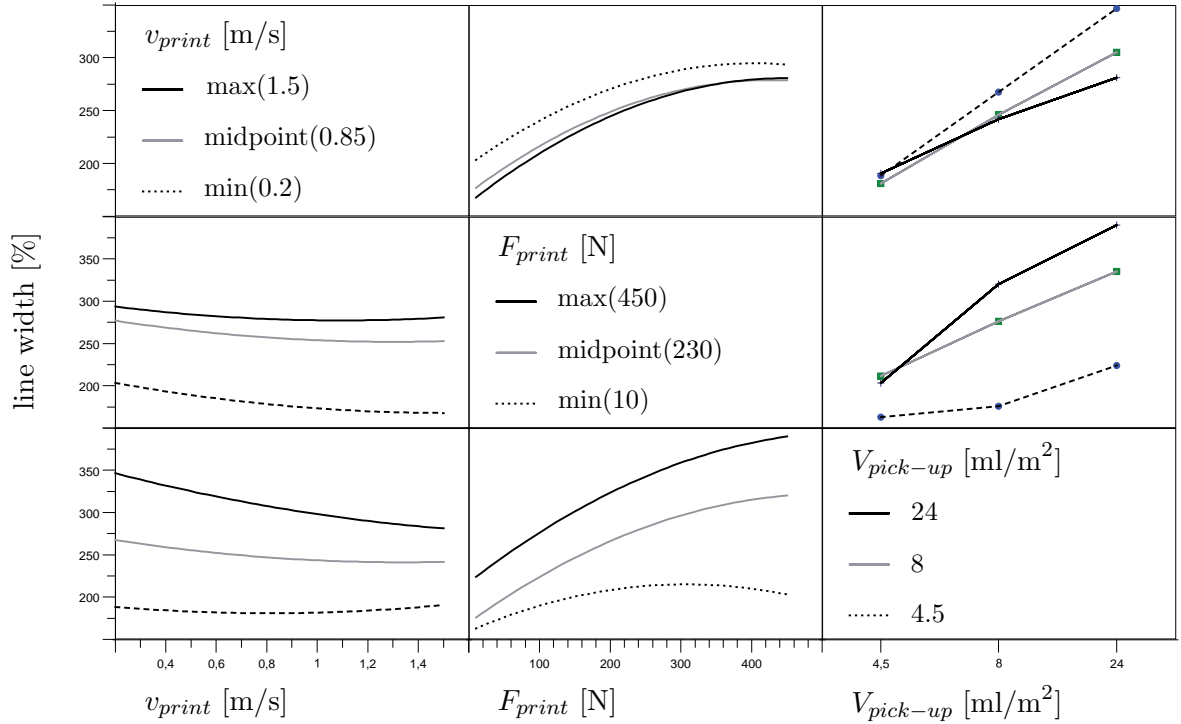 v_print [m/s]
max(1.5)
midpoint(0.85)
min(0.2)
300
250
200
line width [%]
350
300
250
200
F_print [N]
max(450)
midpoint(230)
min(10)
350
300
250
200
V_pick−up [ml/m²]
24
8
4.5
0,4 0,6 0,8 1 1,2 1,4
100 200 300 400
4,5 8 24
v_print [m/s]
F_print [N]
V_pick−up [ml/m²]